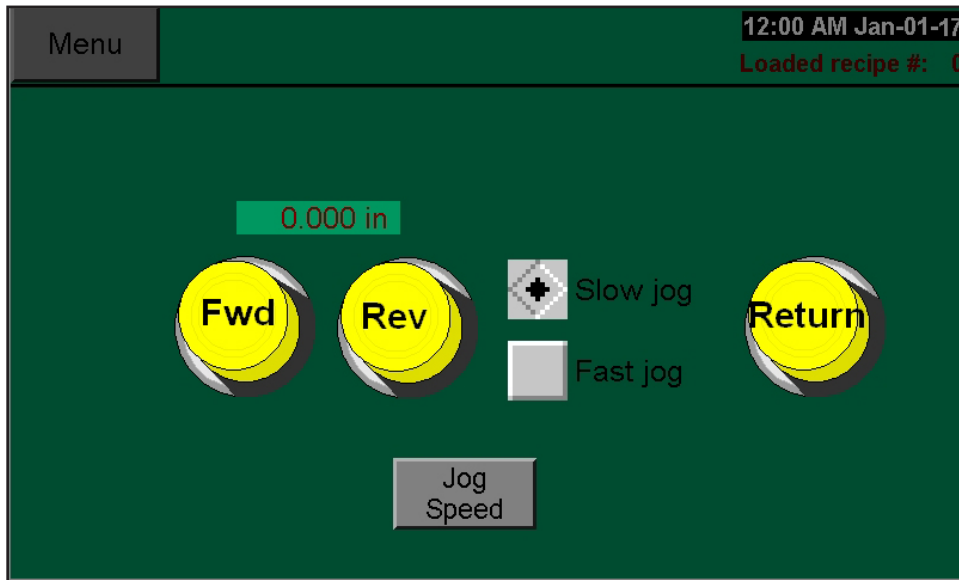 Menu
12:00 AM Jan-01-17
Loaded recipe #: 0
0.000 in
Fwd
Rev
Slow jog
Return
Fast jog
Jog
Speed